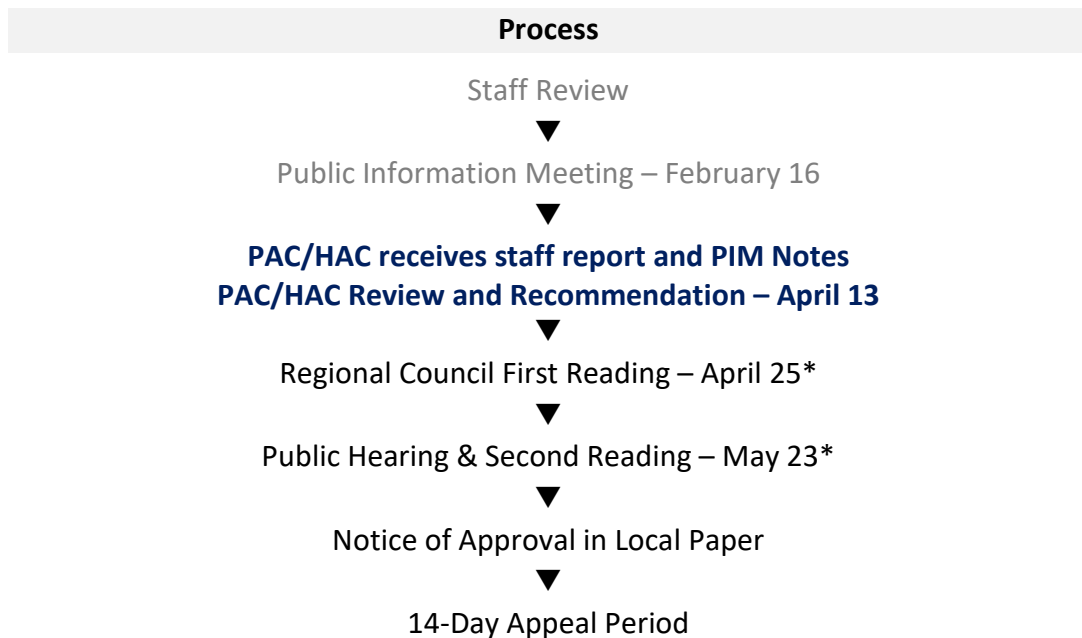 Process
Staff Review
Public Information Meeting – February 16
PAC/HAC receives staff report and PIM Notes
PAC/HAC Review and Recommendation – April 13
Regional Council First Reading – April 25*
Public Hearing & Second Reading – May 23*
Notice of Approval in Local Paper
14-Day Appeal Period